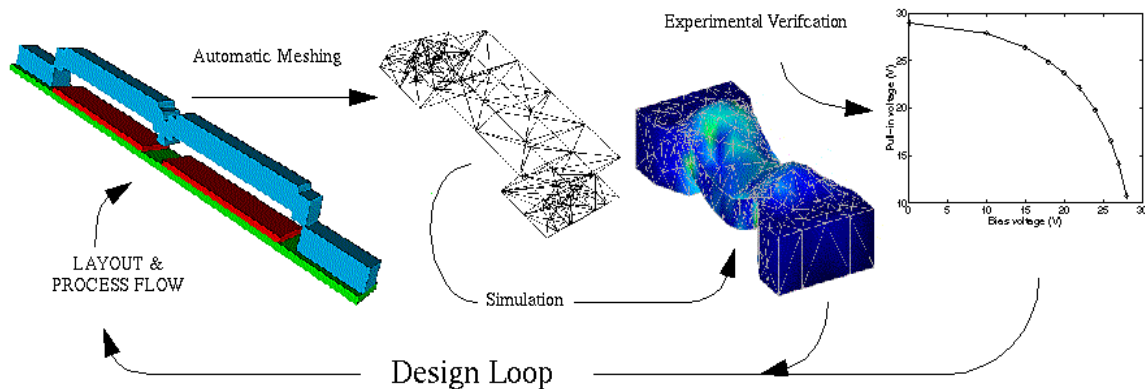 Automatic Meshing
Experimental Verifcation
LAYOUT &
PROCESS FLOW
Simulation
Design Loop
30
25
20
15
10
Pull-in voltage (V)
0
5
10
15
20
25
30
Bias voltage (V)